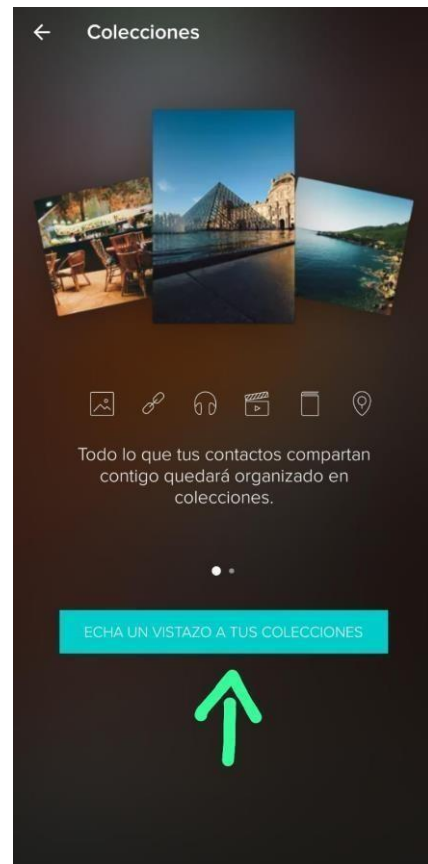 Colecciones
Todo lo que tus contactos compartan
contigo quedará organizado en
colecciones.
ECHA UN VISTAZO A TUS COLECCIONES